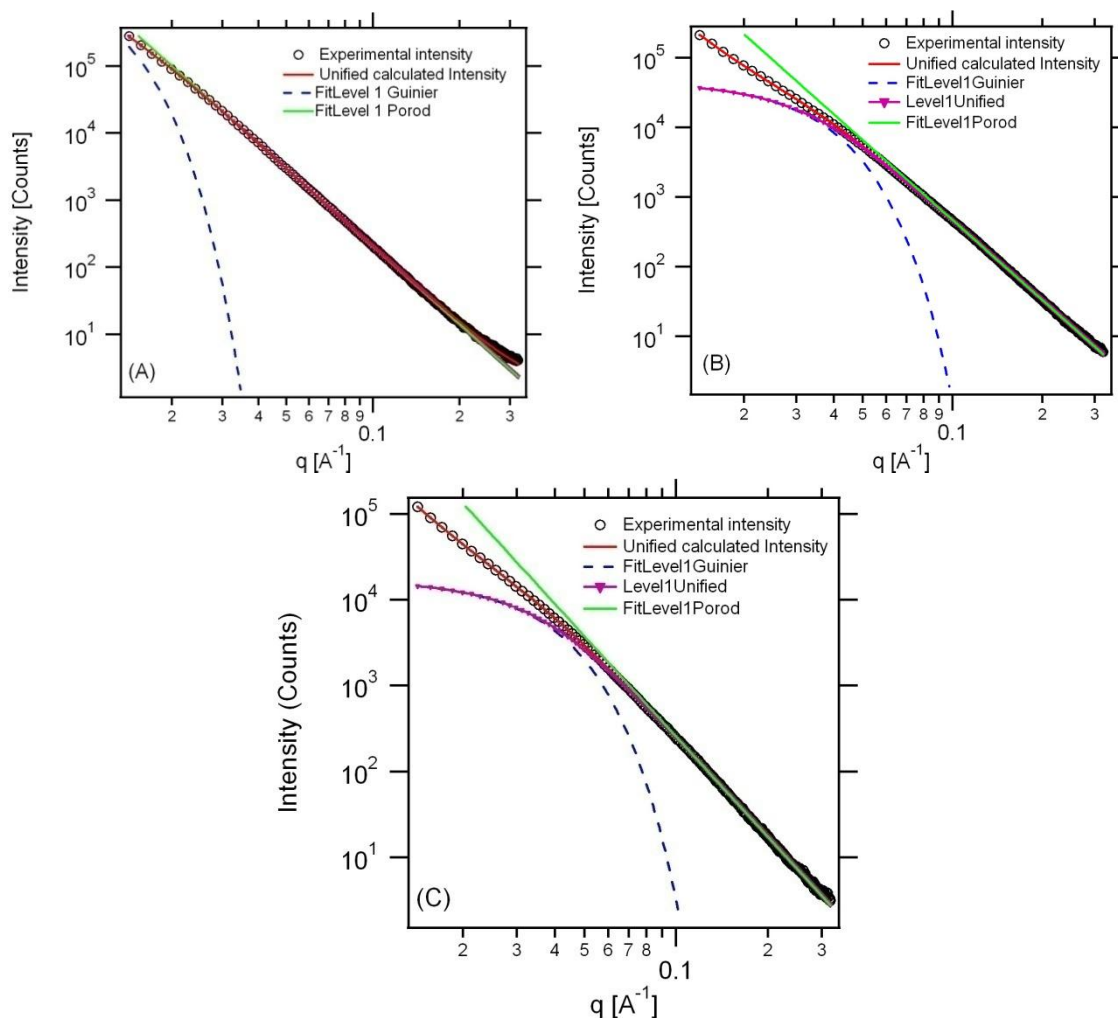 Experimental intensity
Unified calculated Intensity
FitLevel 1 Guinier
FitLevel 1 Porod
Intensity [Counts]
10^5
10^4
10^3
10^2
10^1
(A)
2 3 4 5 6 7 8 9 0.1 2 3
q [A^-1]
Experimental intensity
Unified calculated Intensity
FitLevel1Guinier
Level1Unified
FitLevel1Porod
Intensity [Counts]
10^5
10^4
10^3
10^2
10^1
(B)
2 3 4 5 6 7 8 9 0.1 2 3
q [A^-1]
Experimental intensity
Unified calculated Intensity
FitLevel1Guinier
Level1Unified
FitLevel1Porod
Intensity (Counts)
10^5
10^4
10^3
10^2
10^1
(C)
2 3 4 5 6 7 8 0.1 2 3
q [A^-1]